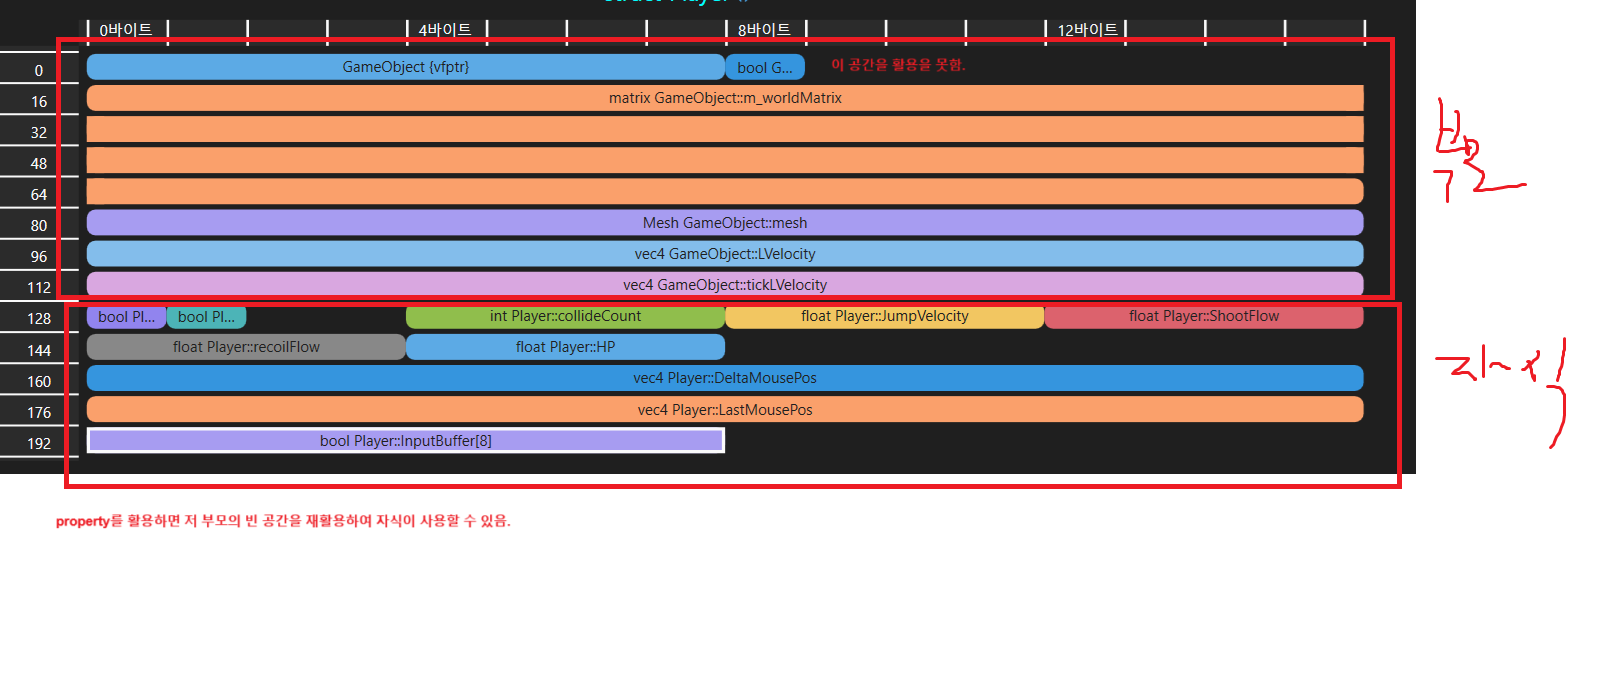 struct Player
0바이트 4바이트 8바이트 12바이트
0 GameObject {vfptr} bool G... 이 공간을 활용을 못함.
16 matrix GameObject::m_worldMatrix
32
48
64
80 Mesh GameObject::mesh
96 vec4 GameObject::LVelocity
112 vec4 GameObject::tickLVelocity
128 bool Pl... bool Pl... int Player::collideCount float Player::JumpVelocity float Player::ShootFlow
144 float Player::recoilFlow float Player::HP
160 vec4 Player::DeltaMousePos
176 vec4 Player::LastMousePos
192 bool Player::InputBuffer[8]
부모
자식
property를 활용하면 저 부모의 빈 공간을 재활용하여 자식이 사용할 수 있음.